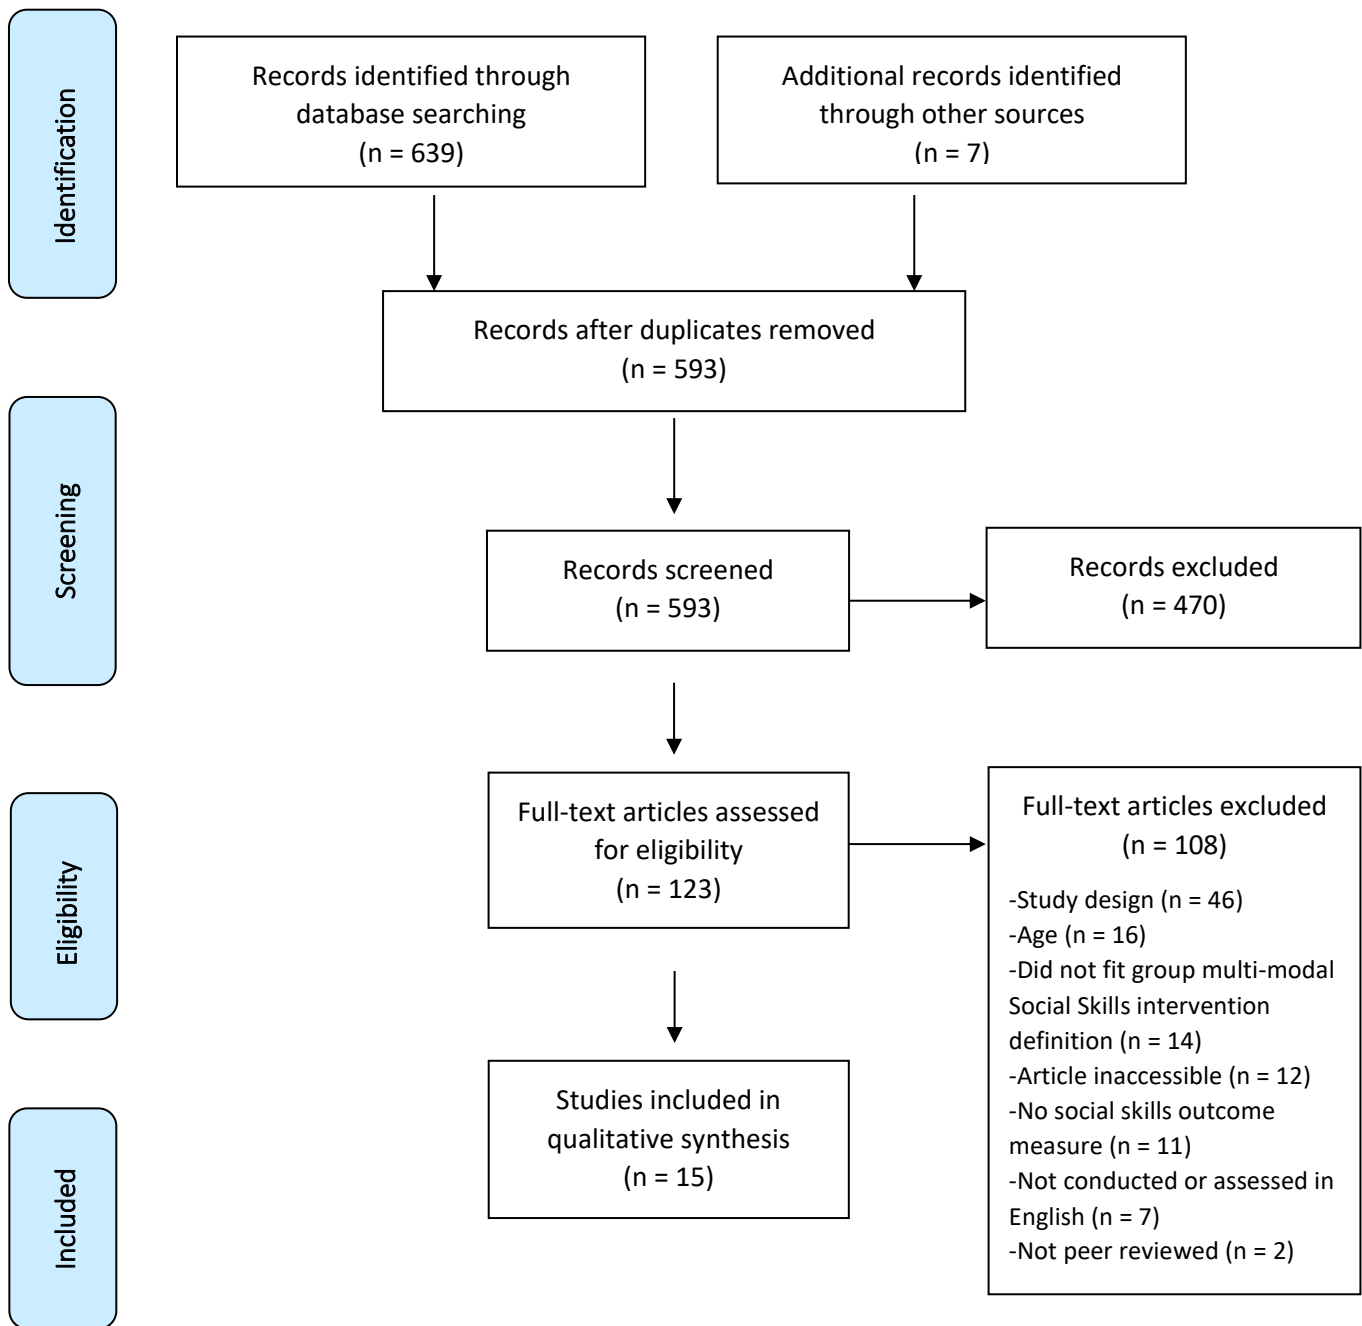 Identification
Records identified through
database searching
(n = 639)
Additional records identified
through other sources
(n = 7)
Records after duplicates removed
(n = 593)
Screening
Records screened
(n = 593)
Records excluded
(n = 470)
Eligibility
Full-text articles assessed
for eligibility
(n = 123)
Full-text articles excluded
(n = 108)
-Study design (n = 46)
-Age (n = 16)
-Did not fit group multi-modal
Social Skills intervention
definition (n = 14)
-Article inaccessible (n = 12)
-No social skills outcome
measure (n = 11)
-Not conducted or assessed in
English (n = 7)
-Not peer reviewed (n = 2)
Included
Studies included in
qualitative synthesis
(n = 15)